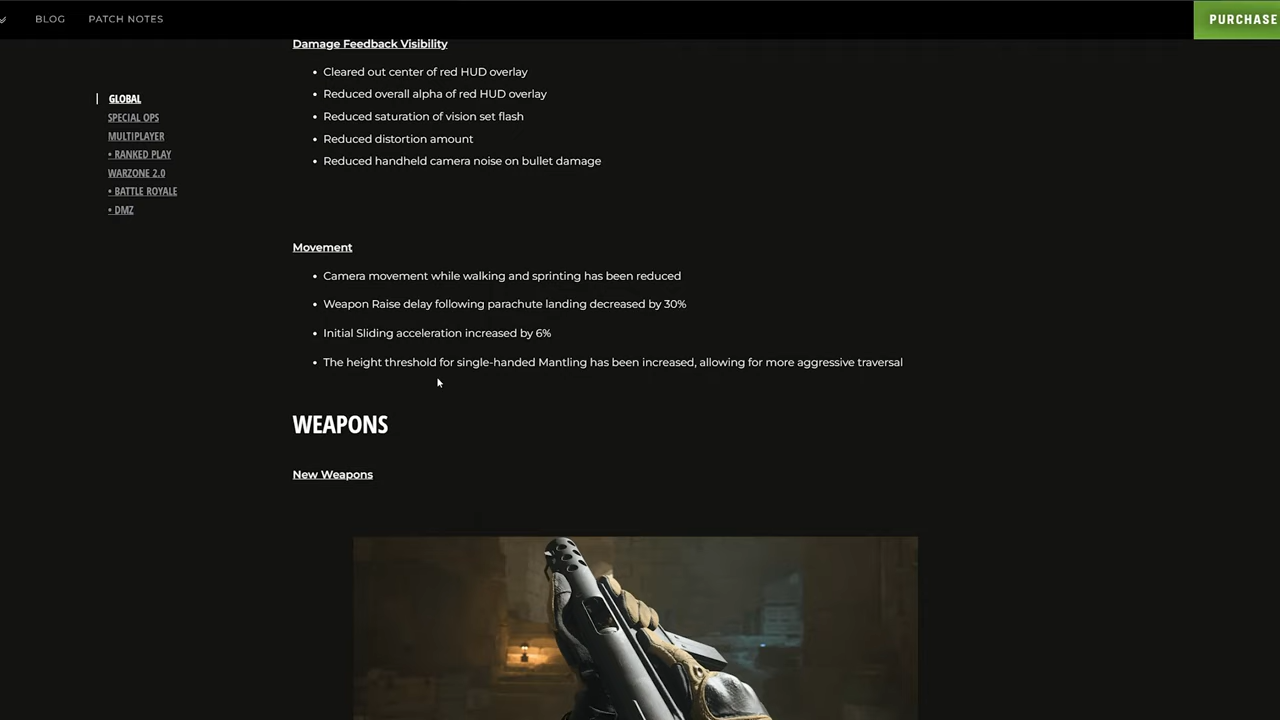 BLOG
PATCH NOTES
PURCHASE
Damage Feedback Visibility
• Cleared out center of red HUD overlay
• Reduced overall alpha of red HUD overlay
• Reduced saturation of vision set flash
• Reduced distortion amount
• Reduced handheld camera noise on bullet damage
GLOBAL
SPECIAL OPS
MULTIPLAYER
• RANKED PLAY
WARZONE 2.0
• BATTLE ROYALE
• DMZ
Movement
• Camera movement while walking and sprinting has been reduced
• Weapon Raise delay following parachute landing decreased by 30%
• Initial Sliding acceleration increased by 6%
• The height threshold for single-handed Mantling has been increased, allowing for more aggressive traversal
WEAPONS
New Weapons